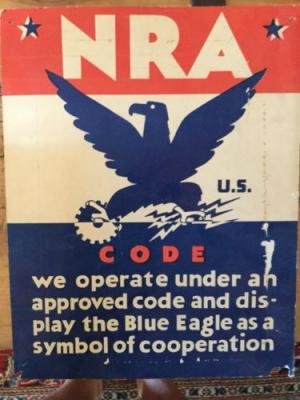 NRA
U.S.
CODE
we operate under an
approved code and dis-
play the Blue Eagle as a
symbol of cooperation